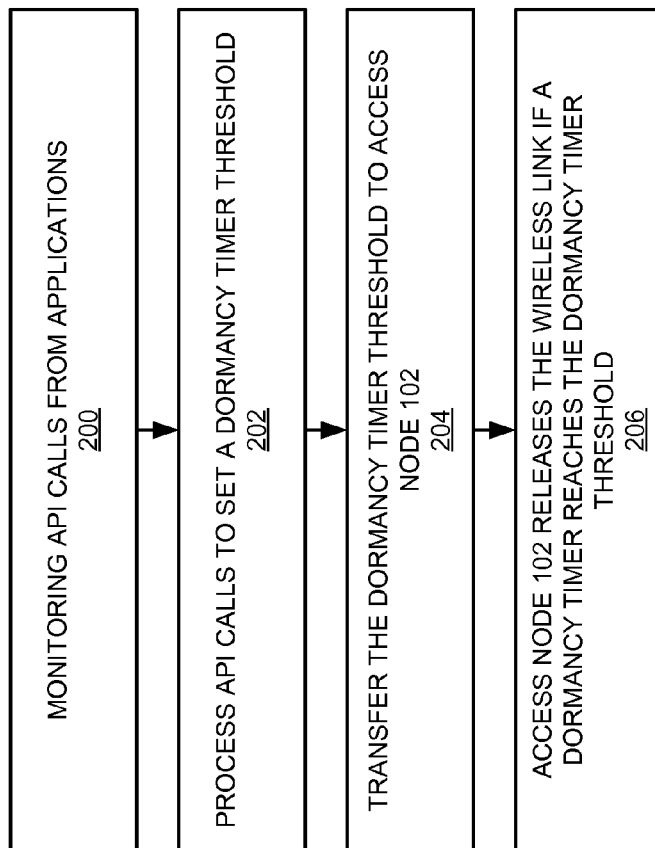 MONITORING API CALLS FROM APPLICATIONS
200
PROCESS API CALLS TO SET A DORMANCY TIMER THRESHOLD
202
TRANSFER THE DORMANCY TIMER THRESHOLD TO ACCESS
NODE 102
204
ACCESS NODE 102 RELEASES THE WIRELESS LINK IF A
DORMANCY TIMER REACHES THE DORMANCY TIMER
THRESHOLD
206